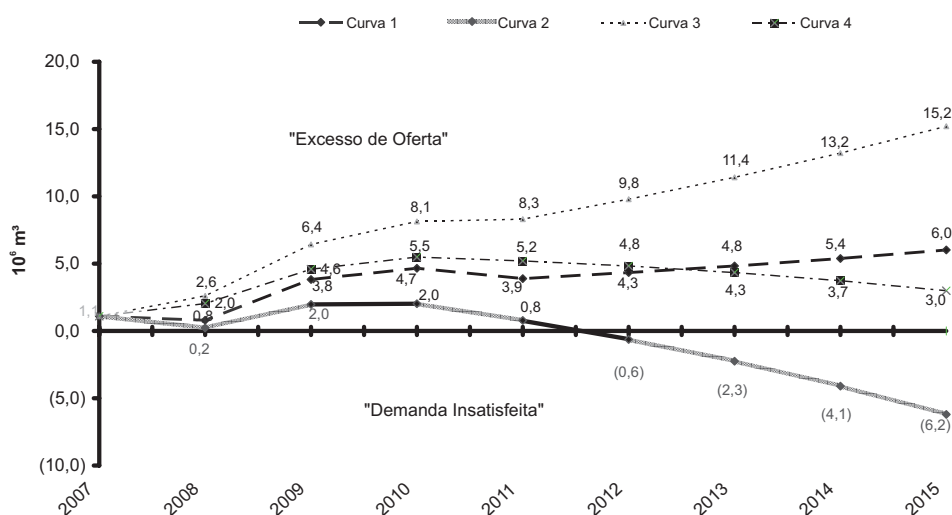 Curva 1 Curva 2 Curva 3 Curva 4
20,0
15,0
10,0
5,0
0,0
(5,0)
(10,0)
10⁶ m³
"Excesso de Oferta"
"Demanda Insatisfeita"
1,1
2,6 6,4 8,1 8,3 9,8 11,4 13,2 15,2
2,0 4,6 5,5 5,2 4,8 4,3 3,7 3,0
0,8 3,8 4,7 3,9 4,3 4,8 5,4 6,0
0,2 2,0 2,0 0,8 (0,6) (2,3) (4,1) (6,2)
2007 2008 2009 2010 2011 2012 2013 2014 2015